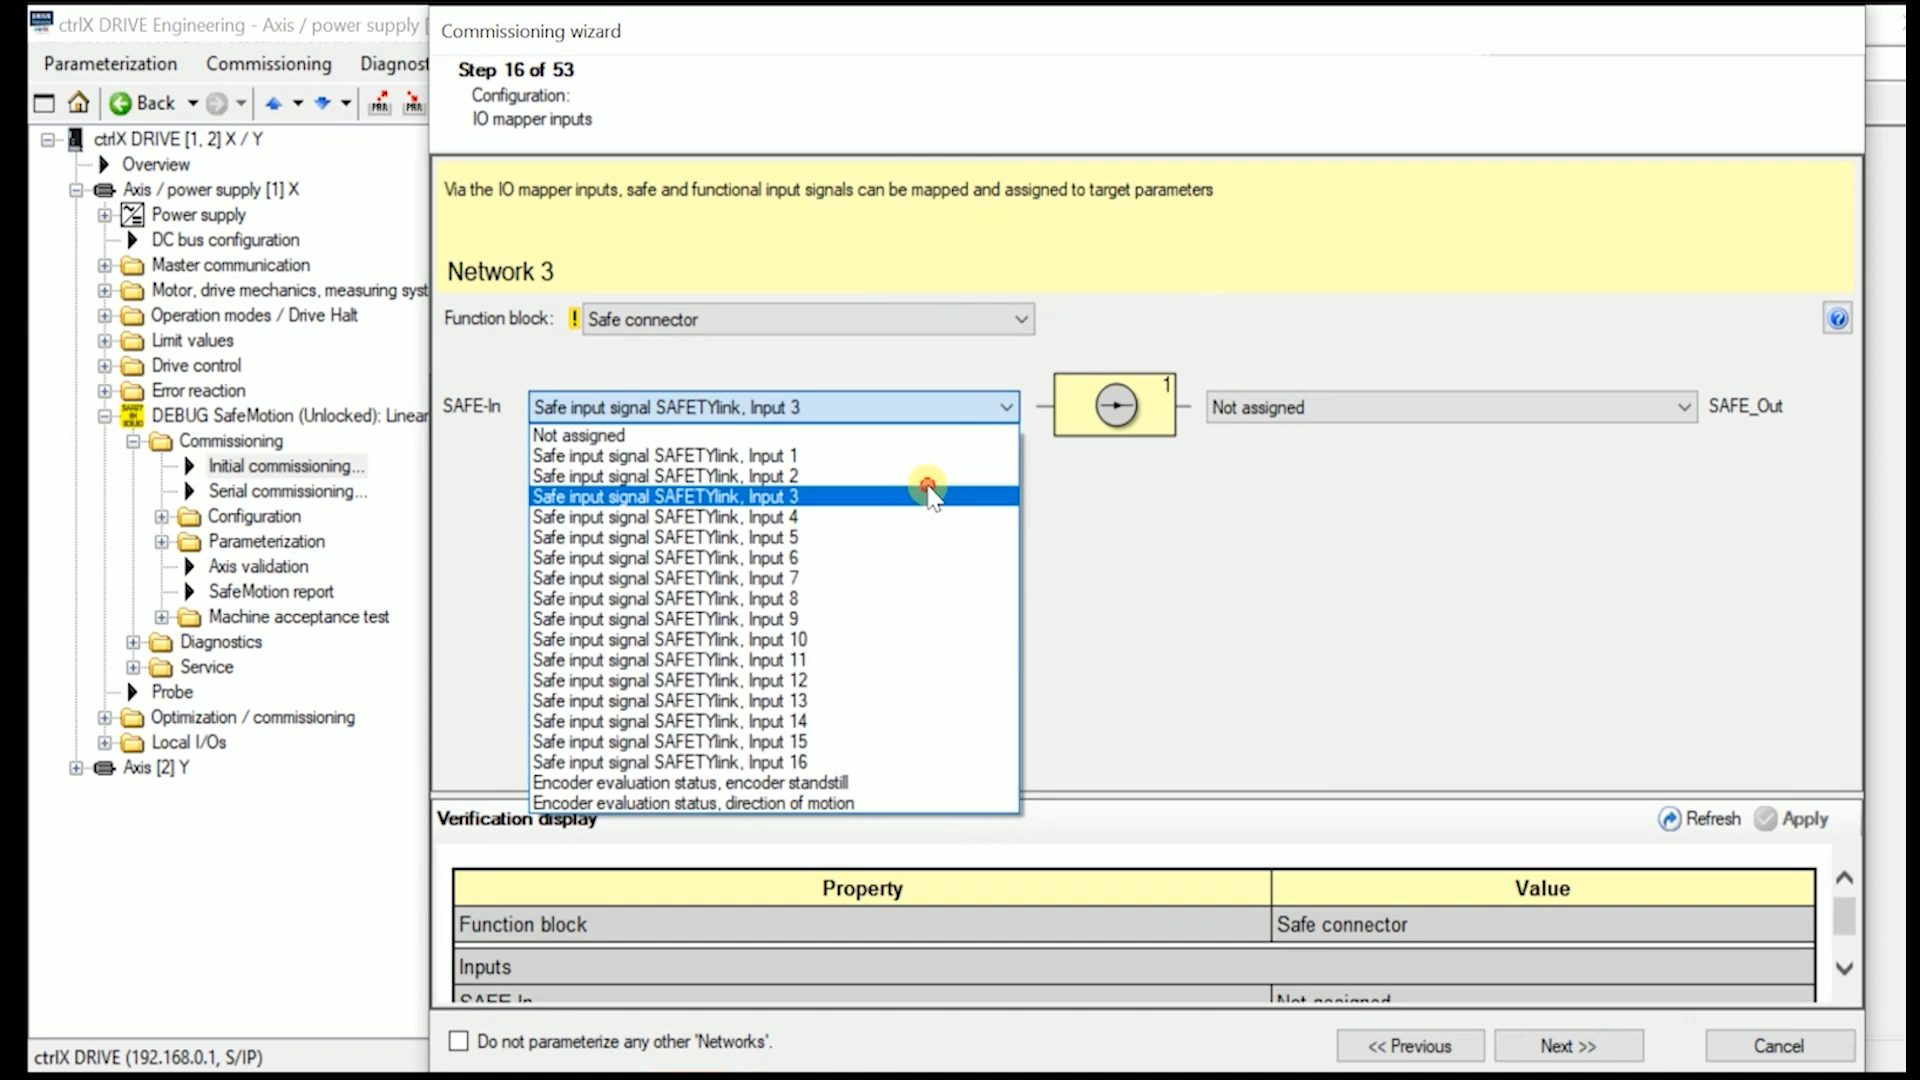 ctrlX DRIVE Engineering - Axis / power supply [
Parameterization Commissioning Diagnost
Back
PAR PAR
ctrlX DRIVE [1, 2] X / Y
Overview
Axis / power supply [1] X
Power supply
DC bus configuration
Master communication
Motor, drive mechanics, measuring syst
Operation modes / Drive Halt
Limit values
Drive control
Error reaction
DEBUG SafeMotion (Unlocked): Linear
Commissioning
Initial commissioning...
Serial commissioning...
Configuration
Parameterization
Axis validation
SafeMotion report
Machine acceptance test
Diagnostics
Service
Probe
Optimization / commissioning
Local I/Os
Axis [2] Y
ctrlX DRIVE (192.168.0.1, S/IP)
Commissioning wizard
Step 16 of 53
Configuration:
IO mapper inputs
Via the IO mapper inputs, safe and functional input signals can be mapped and assigned to target parameters
Network 3
Function block: ! Safe connector
SAFE-In Safe input signal SAFETYlink, Input 3 1 Not assigned SAFE_Out
Not assigned
Safe input signal SAFETYlink, Input 1
Safe input signal SAFETYlink, Input 2
Safe input signal SAFETYlink, Input 3
Safe input signal SAFETYlink, Input 4
Safe input signal SAFETYlink, Input 5
Safe input signal SAFETYlink, Input 6
Safe input signal SAFETYlink, Input 7
Safe input signal SAFETYlink, Input 8
Safe input signal SAFETYlink, Input 9
Safe input signal SAFETYlink, Input 10
Safe input signal SAFETYlink, Input 11
Safe input signal SAFETYlink, Input 12
Safe input signal SAFETYlink, Input 13
Safe input signal SAFETYlink, Input 14
Safe input signal SAFETYlink, Input 15
Safe input signal SAFETYlink, Input 16
Encoder evaluation status, encoder standstill
Encoder evaluation status, direction of motion
Verification display Refresh Apply
Property Value
Function block Safe connector
Inputs
SAFE-In Not assigned
Do not parameterize any other 'Networks'.
<< Previous Next >> Cancel